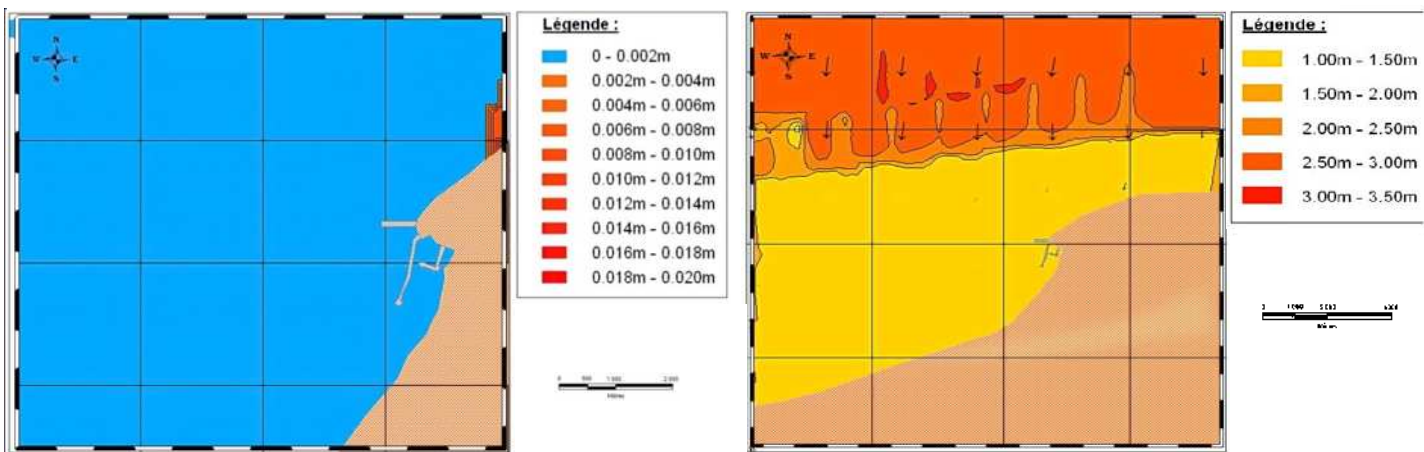 N
W E
S
Légende :
0 - 0.002m
0.002m - 0.004m
0.004m - 0.006m
0.006m - 0.008m
0.008m - 0.010m
0.010m - 0.012m
0.012m - 0.014m
0.014m - 0.016m
0.016m - 0.018m
0.018m - 0.020m
N
W E
S
Légende :
1.00m - 1.50m
1.50m - 2.00m
2.00m - 2.50m
2.50m - 3.00m
3.00m - 3.50m